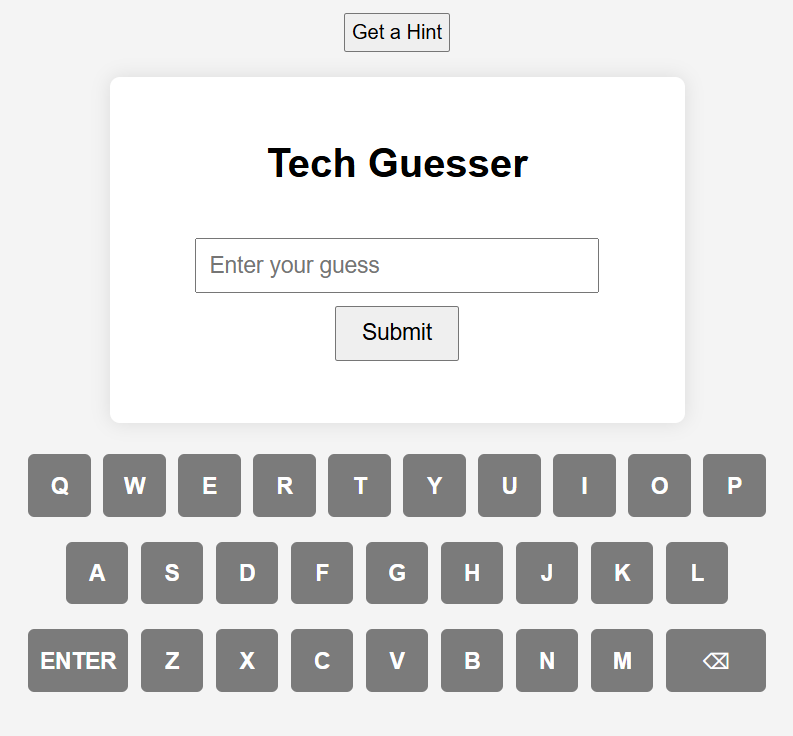 Get a Hint
Tech Guesser
Enter your guess
Submit
Q W E R T Y U I O P
A S D F G H J K L
ENTER Z X C V B N M ⌫